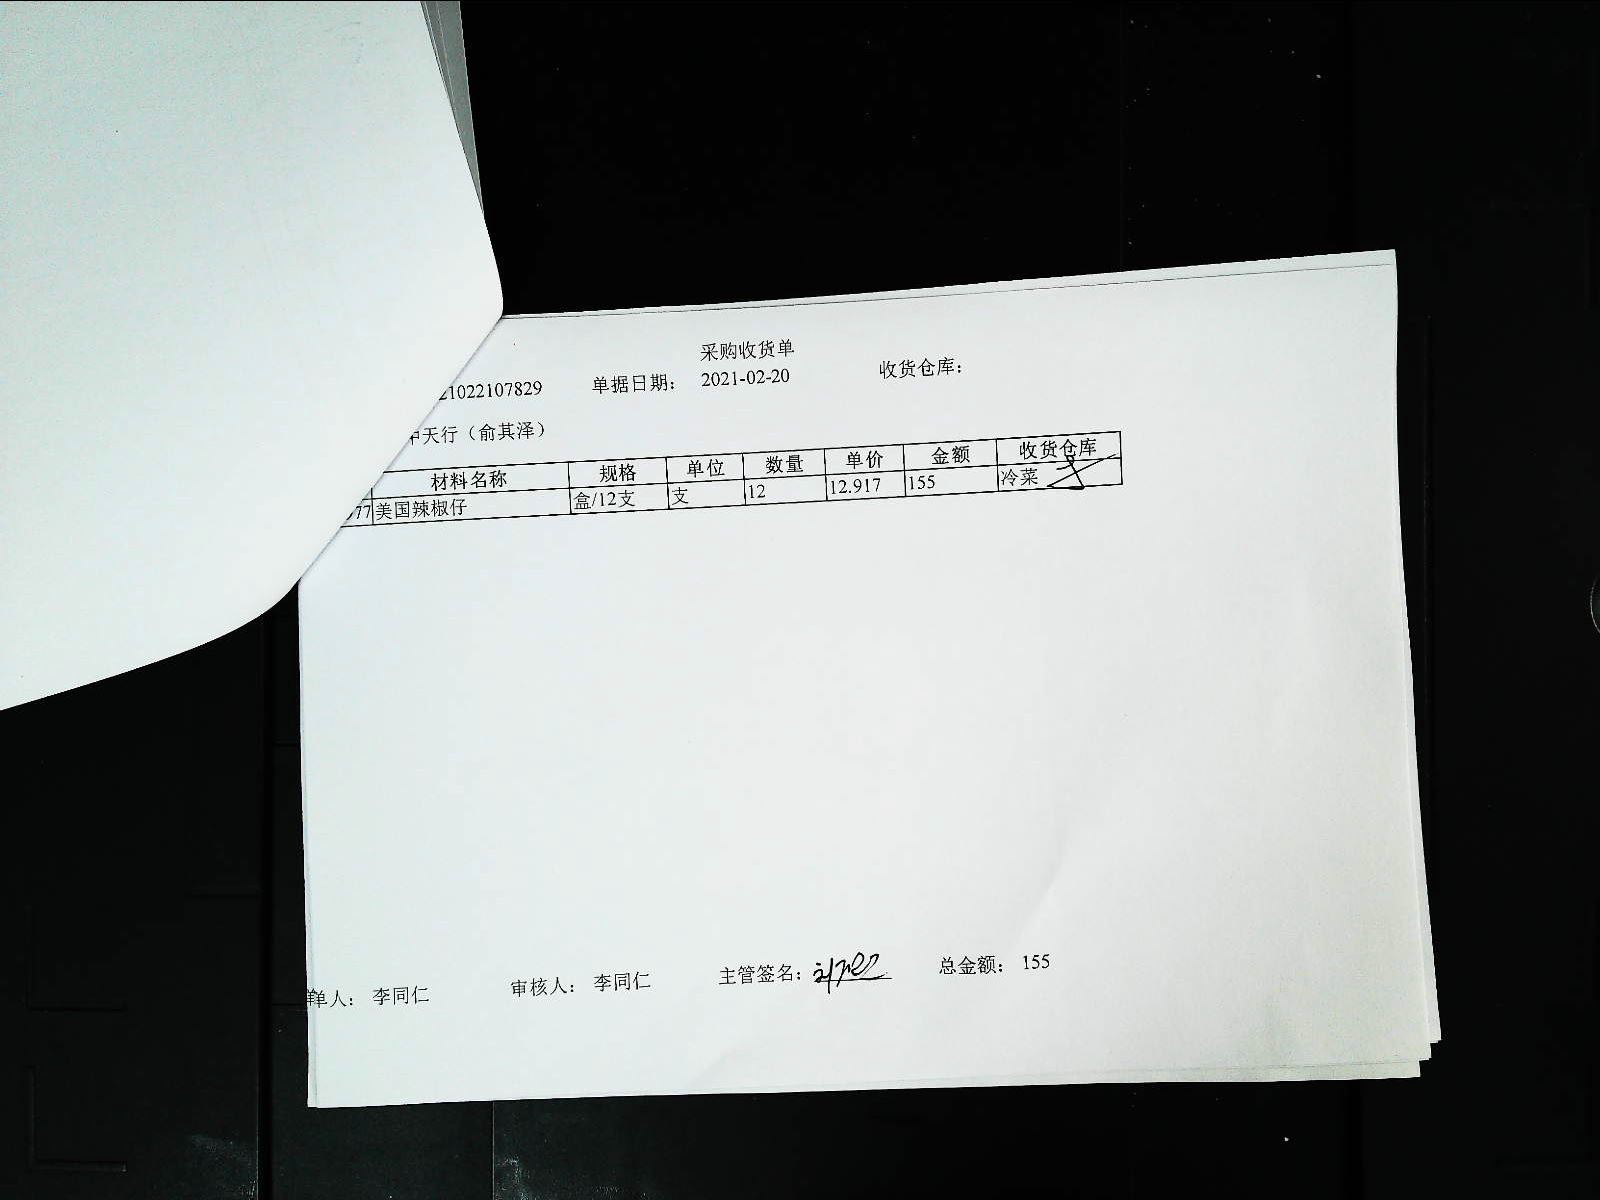 采购收货单
21022107829 单据日期： 2021-02-20 收货仓库：
中天行（俞其泽）
材料名称 规格 单位 数量 单价 金额 收货仓库
77 美国辣椒仔 盒/12支 支 12 12.917 155 冷菜
单人： 李同仁 审核人： 李同仁 主管签名： 总金额： 155